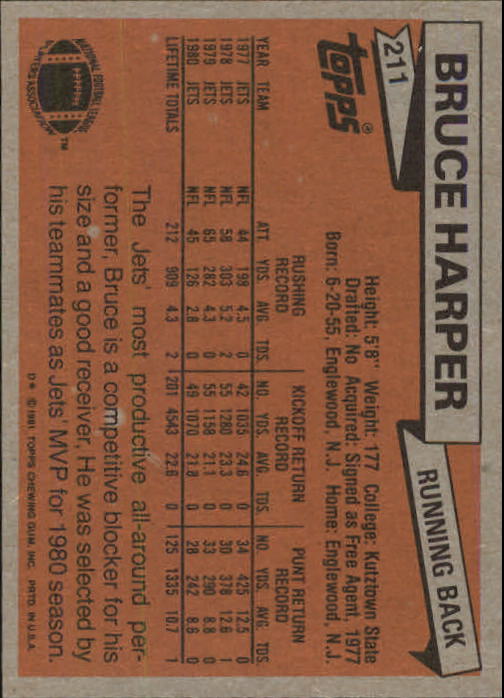 211
BRUCE HARPER
RUNNING BACK
topps®
Height: 5'8" Weight: 177 College: Kutztown State
Drafted: No Acquired: Signed as Free Agent, 1977
Born: 6-20-55, Englewood, N.J. Home: Englewood, N.J.
RUSHING RECORD KICKOFF RETURN RECORD PUNT RETURN RECORD
YEAR TEAM ATT. YDS. AVG. TDS. NO. YDS. AVG. TDS. NO. YDS. AVG. TDS.
1977 JETS NFL 44 198 4.5 0 42 1035 24.6 0 34 425 12.5 0
1978 JETS NFL 58 303 5.2 2 55 1280 23.3 0 30 378 12.6 1
1979 JETS NFL 65 282 4.3 0 55 1158 21.1 0 33 290 8.8 0
1980 JETS NFL 45 126 2.8 0 49 1070 21.8 0 28 242 8.6 0
LIFETIME TOTALS 212 909 4.3 2 201 4543 22.6 0 125 1335 10.7 1
NATIONAL FOOTBALL LEAGUE
PLAYERS ASSOCIATION
TM
The Jets' most productive all-around per-
former, Bruce is a competitive blocker for his
size and a good receiver. He was selected by
his teammates as Jets' MVP for 1980 season.
D* © 1981 TOPPS CHEWING GUM, INC. PRTD. IN U.S.A.